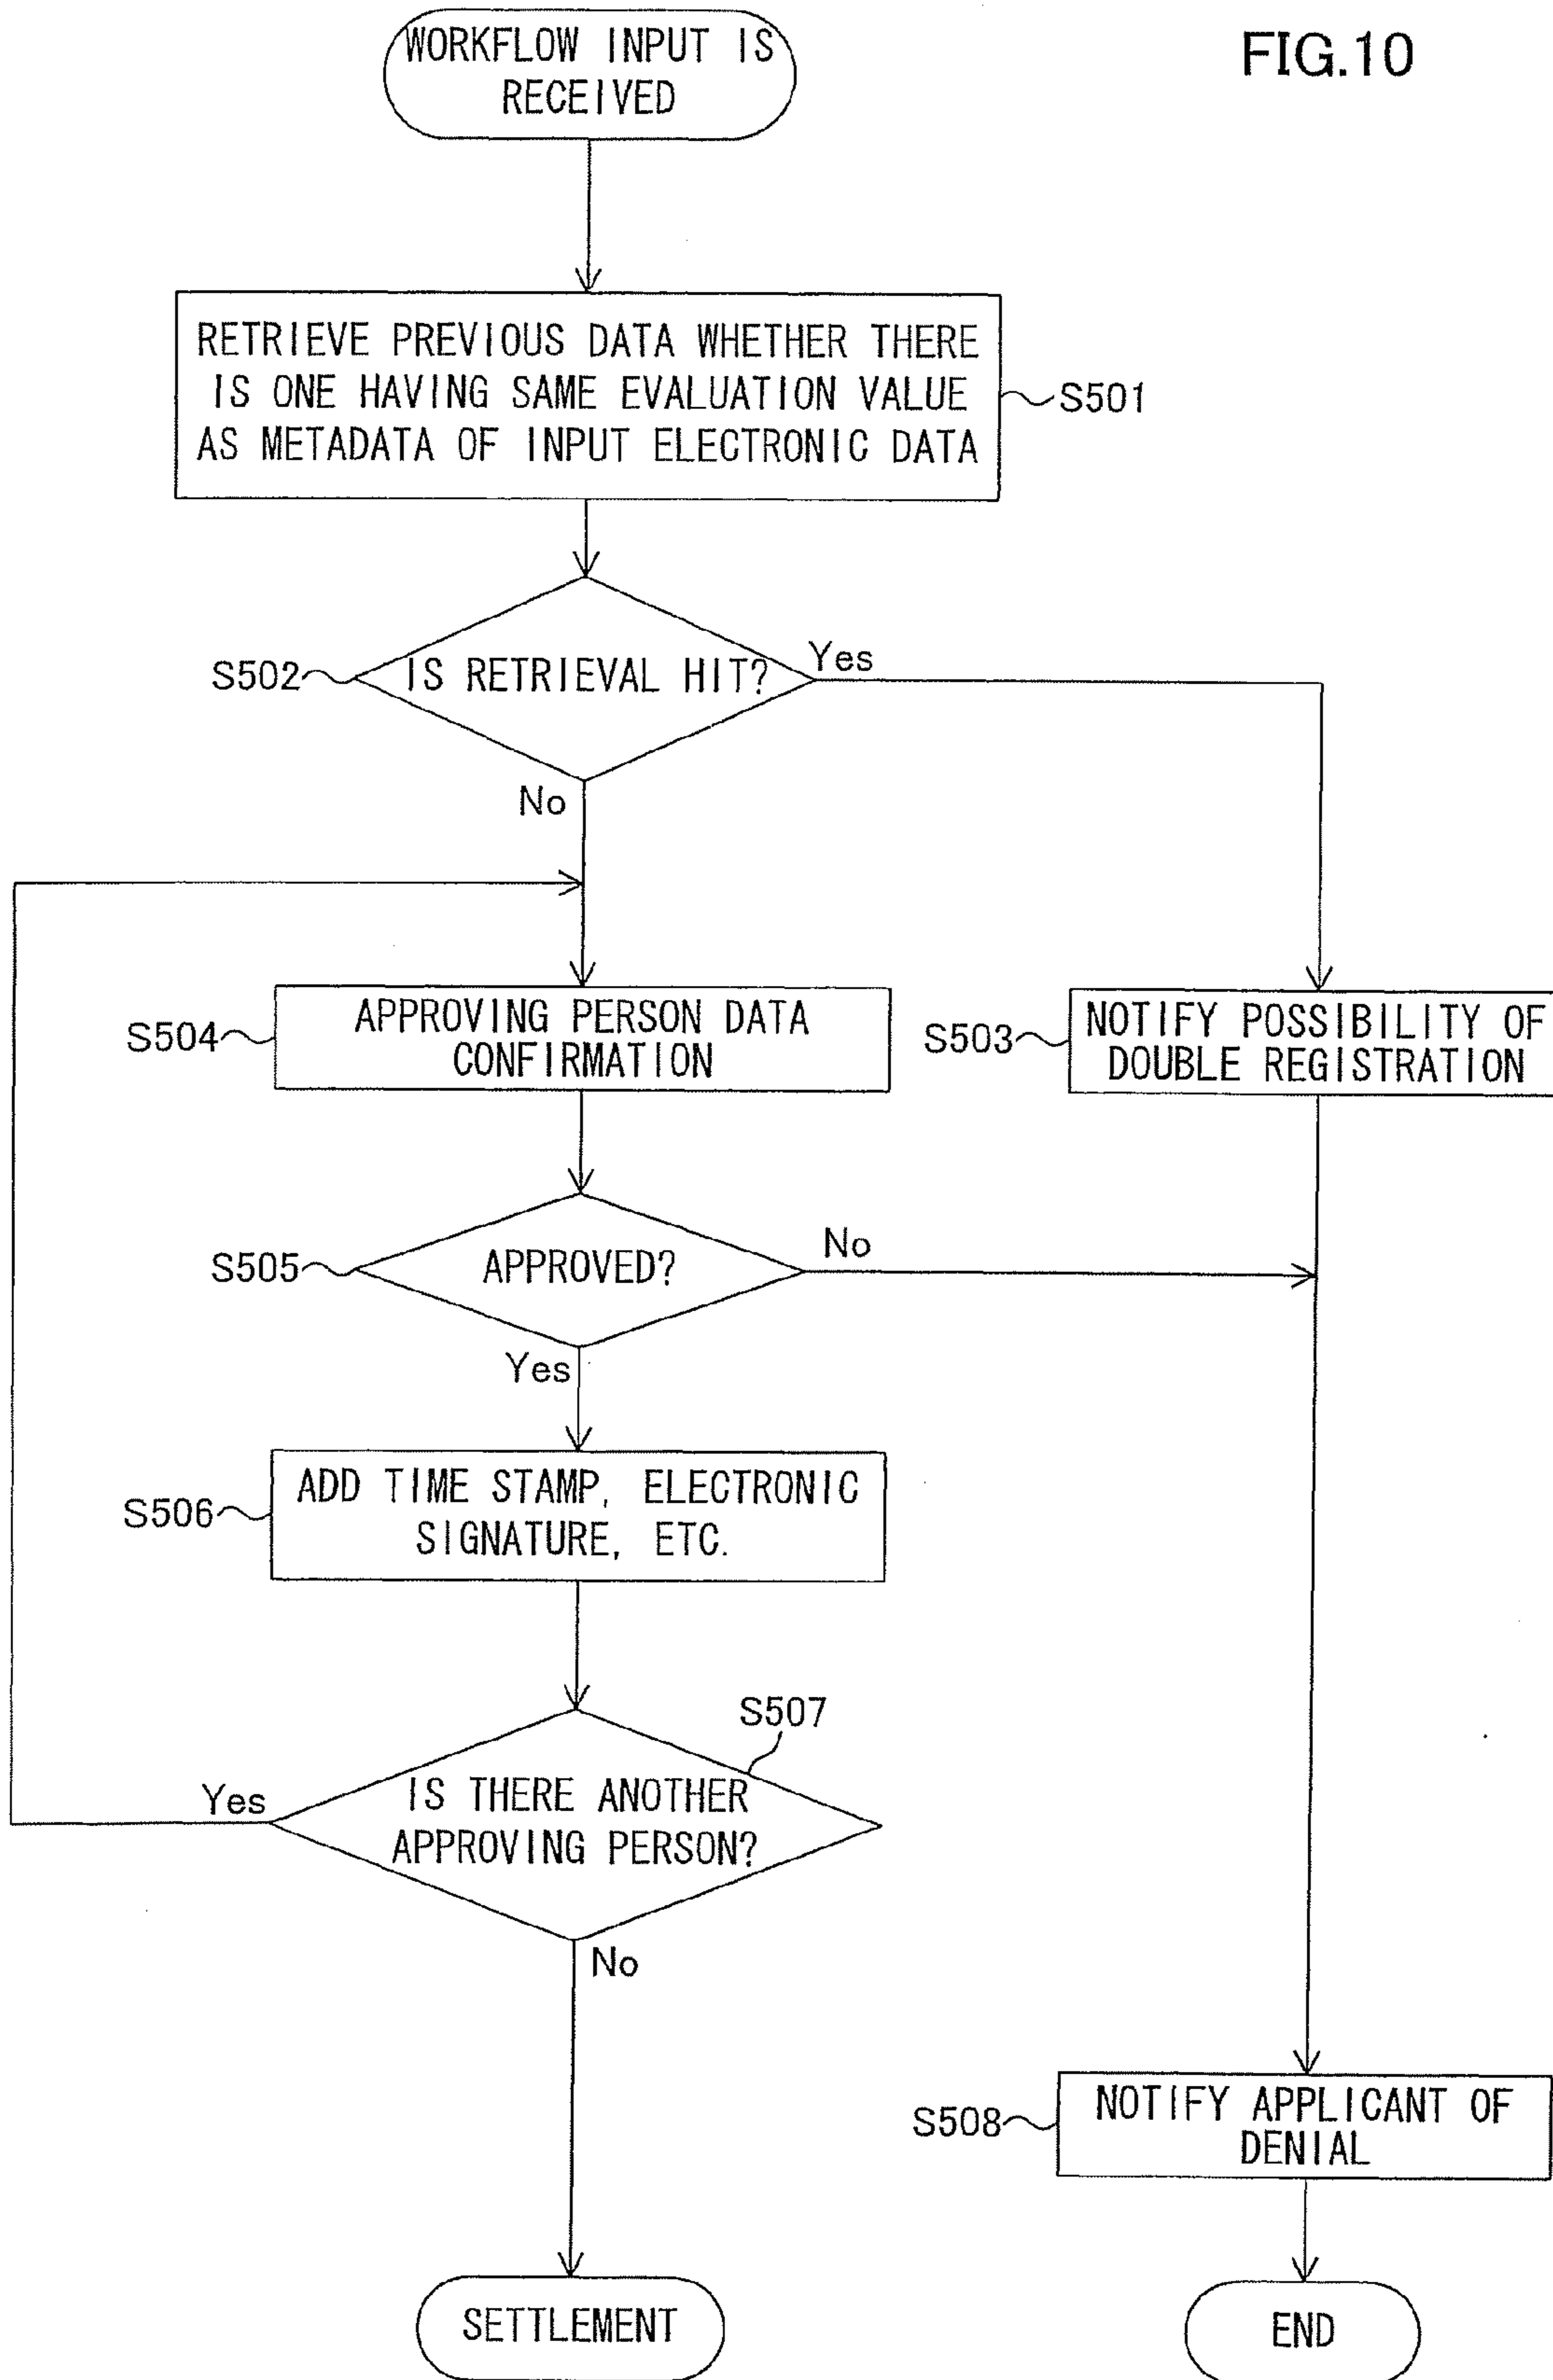 FIG.10
WORKFLOW INPUT IS
RECEIVED
RETRIEVE PREVIOUS DATA WHETHER THERE
IS ONE HAVING SAME EVALUATION VALUE
AS METADATA OF INPUT ELECTRONIC DATA
S501
S502
IS RETRIEVAL HIT?
Yes
No
S504
APPROVING PERSON DATA
CONFIRMATION
S503
NOTIFY POSSIBILITY OF
DOUBLE REGISTRATION
S505
APPROVED?
No
Yes
S506
ADD TIME STAMP, ELECTRONIC
SIGNATURE, ETC.
S507
Yes
IS THERE ANOTHER
APPROVING PERSON?
No
S508
NOTIFY APPLICANT OF
DENIAL
SETTLEMENT
END